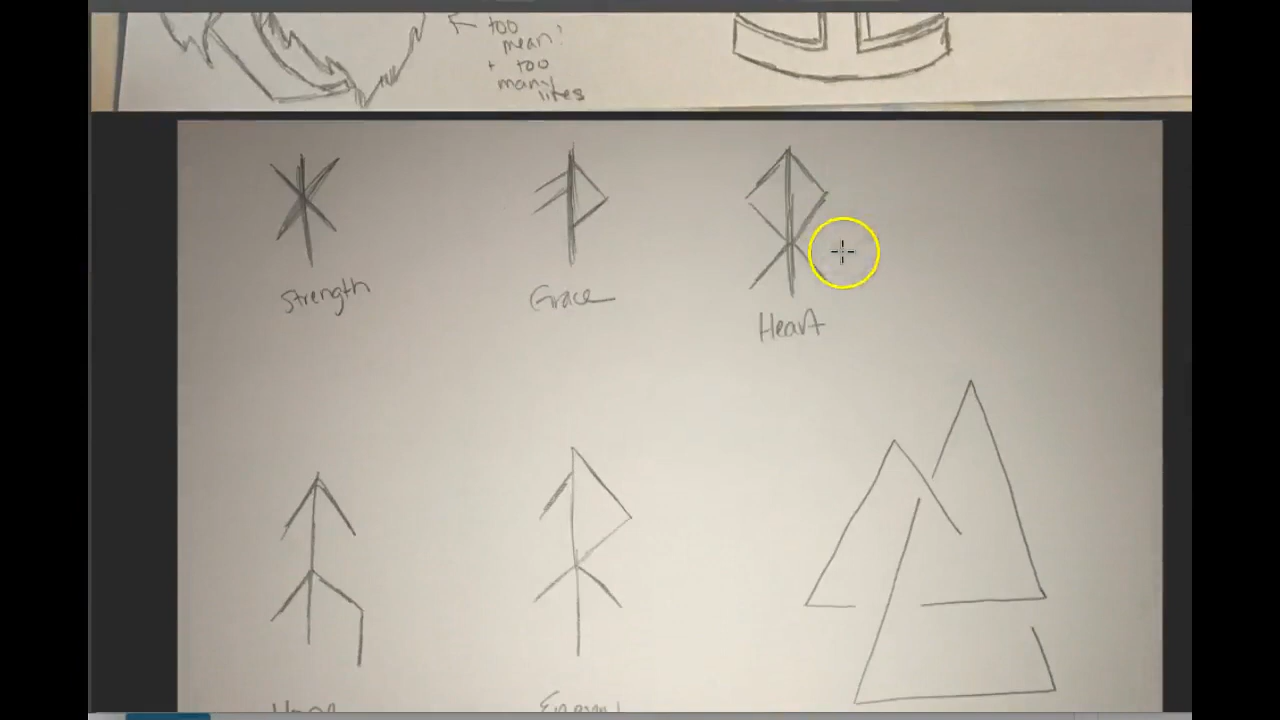 ← too
mean!
+ too
many
lines
Strength
Grace
Heart